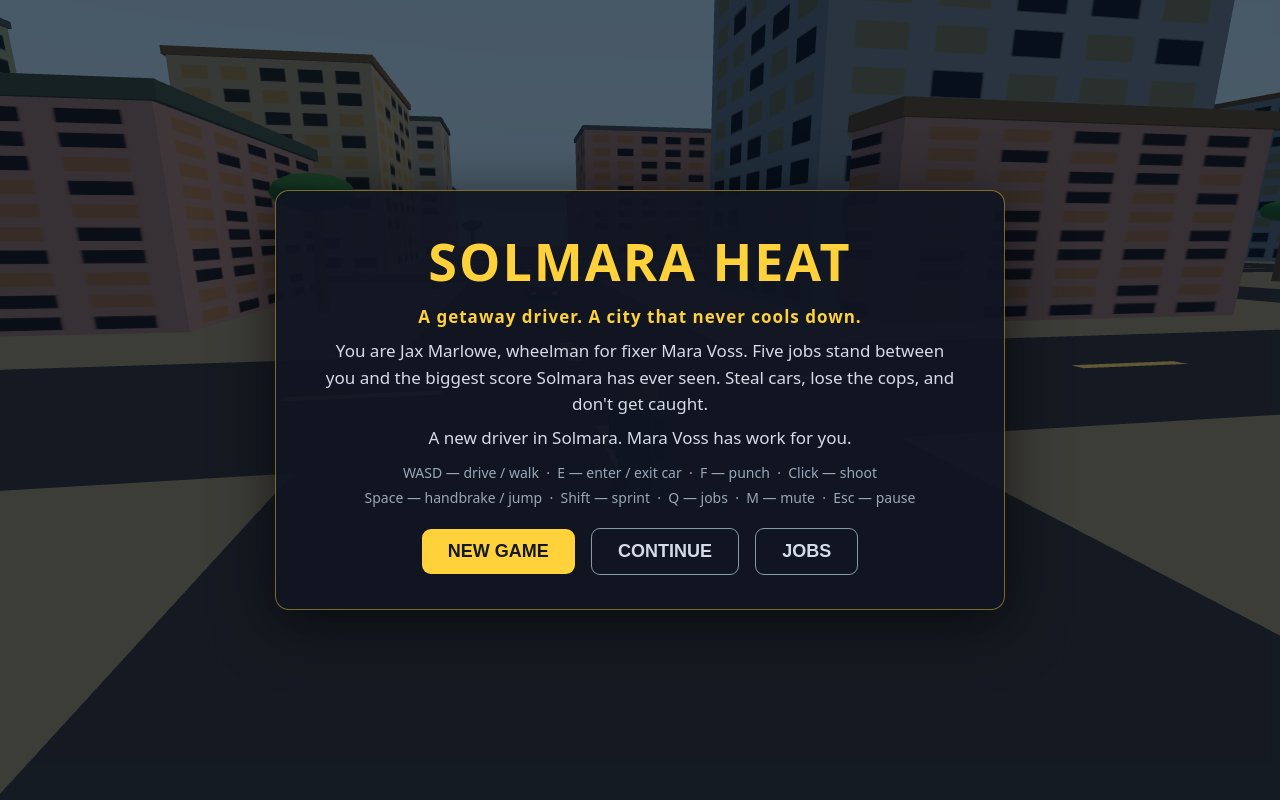 SOLMARA HEAT
A getaway driver. A city that never cools down.
You are Jax Marlowe, wheelman for fixer Mara Voss. Five jobs stand between
you and the biggest score Solmara has ever seen. Steal cars, lose the cops, and
don't get caught.
A new driver in Solmara. Mara Voss has work for you.
WASD — drive / walk · E — enter / exit car · F — punch · Click — shoot
Space — handbrake / jump · Shift — sprint · Q — jobs · M — mute · Esc — pause
NEW GAME CONTINUE JOBS